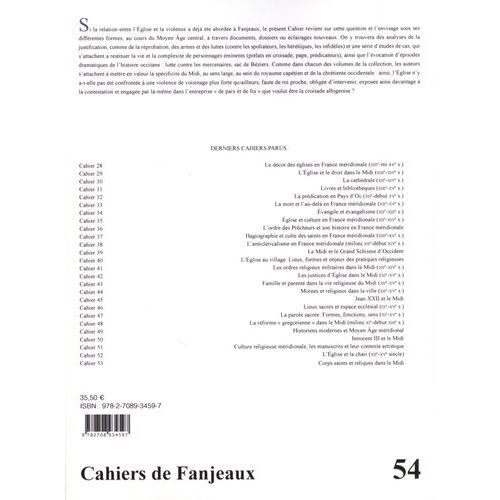 Si la relation entre l'Église et la violence a déjà été abordée à Fanjeaux, le présent Cahier revient sur cette question et l'envisage sous ses
différentes formes, au cours du Moyen Âge central, à travers documents, dossiers ou éclairages nouveaux. On y trouvera des analyses de la
justification, comme de la réprobation, des armes et des luttes (contre les spoliateurs, les hérétiques, les infidèles) et une série d'études de cas, qui
s'attachent à restituer la vie et la complexité de personnages éminents (prélats en croisade, pape, prédicateurs), ainsi que l'évocation d'épisodes
dramatiques de l'histoire occitane : lutte contre les mercenaires, sac de Béziers. Comme dans chacun des volumes de la collection, les auteurs
s'attachent à mettre en valeur la spécificité du Midi, au sens large, au sein du royaume capétien et de la chrétienté occidentale : ainsi, l'Église n'y
a-t-elle pas été confrontée à une violence de voisinage plus forte qu'ailleurs, faute de roi proche, obligée d'intervenir, exposée ainsi davantage à
la contestation et engagée par là-même dans l'entreprise « de paix et de foi » que voulut être la croisade albigeoise ?
DERNIERS CAHIERS PARUS
Cahier 28 Le décor des églises en France méridionale (XIIIe-mi XVe s.)
Cahier 29 L'Église et le droit dans le Midi (XIIIe-XIVe s.)
Cahier 30 La cathédrale (XIIe-XIVe s.)
Cahier 31 Livres et bibliothèques (XIIIe-XVe s.)
Cahier 32 La prédication en Pays d'Oc (XIIe-début XVe s.)
Cahier 33 La mort et l'au-delà en France méridionale (XIIe-XVe s.)
Cahier 34 Évangile et évangélisme (XIIe-XIIIe s.)
Cahier 35 Église et culture en France méridionale (XIIe-XIVe s.)
Cahier 36 L'ordre des Prêcheurs et son histoire en France méridionale
Cahier 37 Hagiographie et culte des saints en France méridionale (XIIIe-XVe s.)
Cahier 38 L'anticléricalisme en France méridionale (milieu XIIe-début XIVe s.)
Cahier 39 Le Midi et le Grand Schisme d'Occident
Cahier 40 L'Église au village. Lieux, formes et enjeux des pratiques religieuses
Cahier 41 Les ordres religieux militaires dans le Midi (XIIe-XIVe s.)
Cahier 42 Les justices d'Église dans le Midi (XIe-XVe s.)
Cahier 43 Famille et parenté dans la vie religieuse du Midi (XIIe-XVe s.)
Cahier 44 Moines et religieux dans la ville (XIIe-XVe s.)
Cahier 45 Jean XXII et le Midi
Cahier 46 Lieux sacrés et espace ecclésial (IXe-XVe s.)
Cahier 47 La parole sacrée. Formes, fonctions, sens (XIe-XVe s.)
Cahier 48 La réforme « grégorienne » dans le Midi (milieu XIe-début XIIIe s.)
Cahier 49 Historiens modernes et Moyen Âge méridional
Cahier 50 Innocent III et le Midi
Cahier 51 Culture religieuse méridionale, les manuscrits et leur contexte artistique
Cahier 52 L'Église et la chair (XIIe-XVe siècle)
Cahier 53 Corps saints et reliques dans le Midi
35,50 €
ISBN : 978-2-7089-3459-7
9 782708 934597
Cahiers de Fanjeaux 54